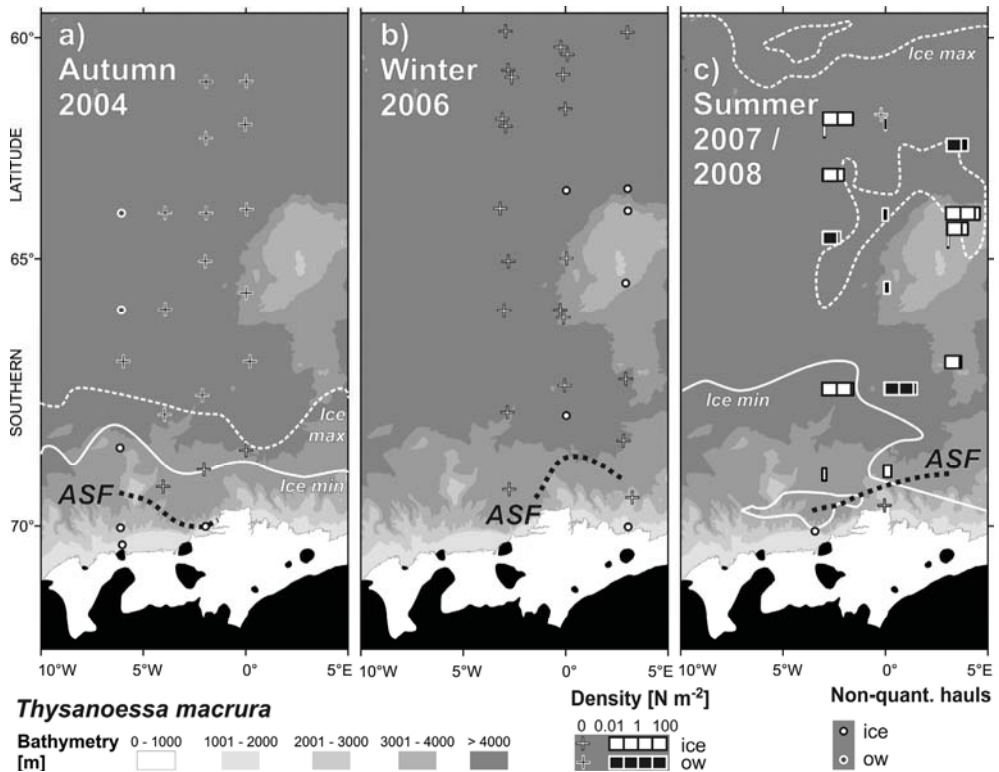 a)
Autumn
2004
b)
Winter
2006
c)
Summer
2007 /
2008
60°
65°
70°
SOUTHERN LATITUDE
Ice max
Ice min
ASF
ASF
Ice max
Ice min
ASF
10°W 5°W 0° 5°E
10°W 5°W 0° 5°E
10°W 5°W 0° 5°E
Thysanoessa macrura
Bathymetry [m]
0 - 1000 1001 - 2000 2001 - 3000 3001 - 4000 > 4000
Density [N m-2]
0 0.01 1 1 100
ice
ow
Non-quant. hauls
ice
ow